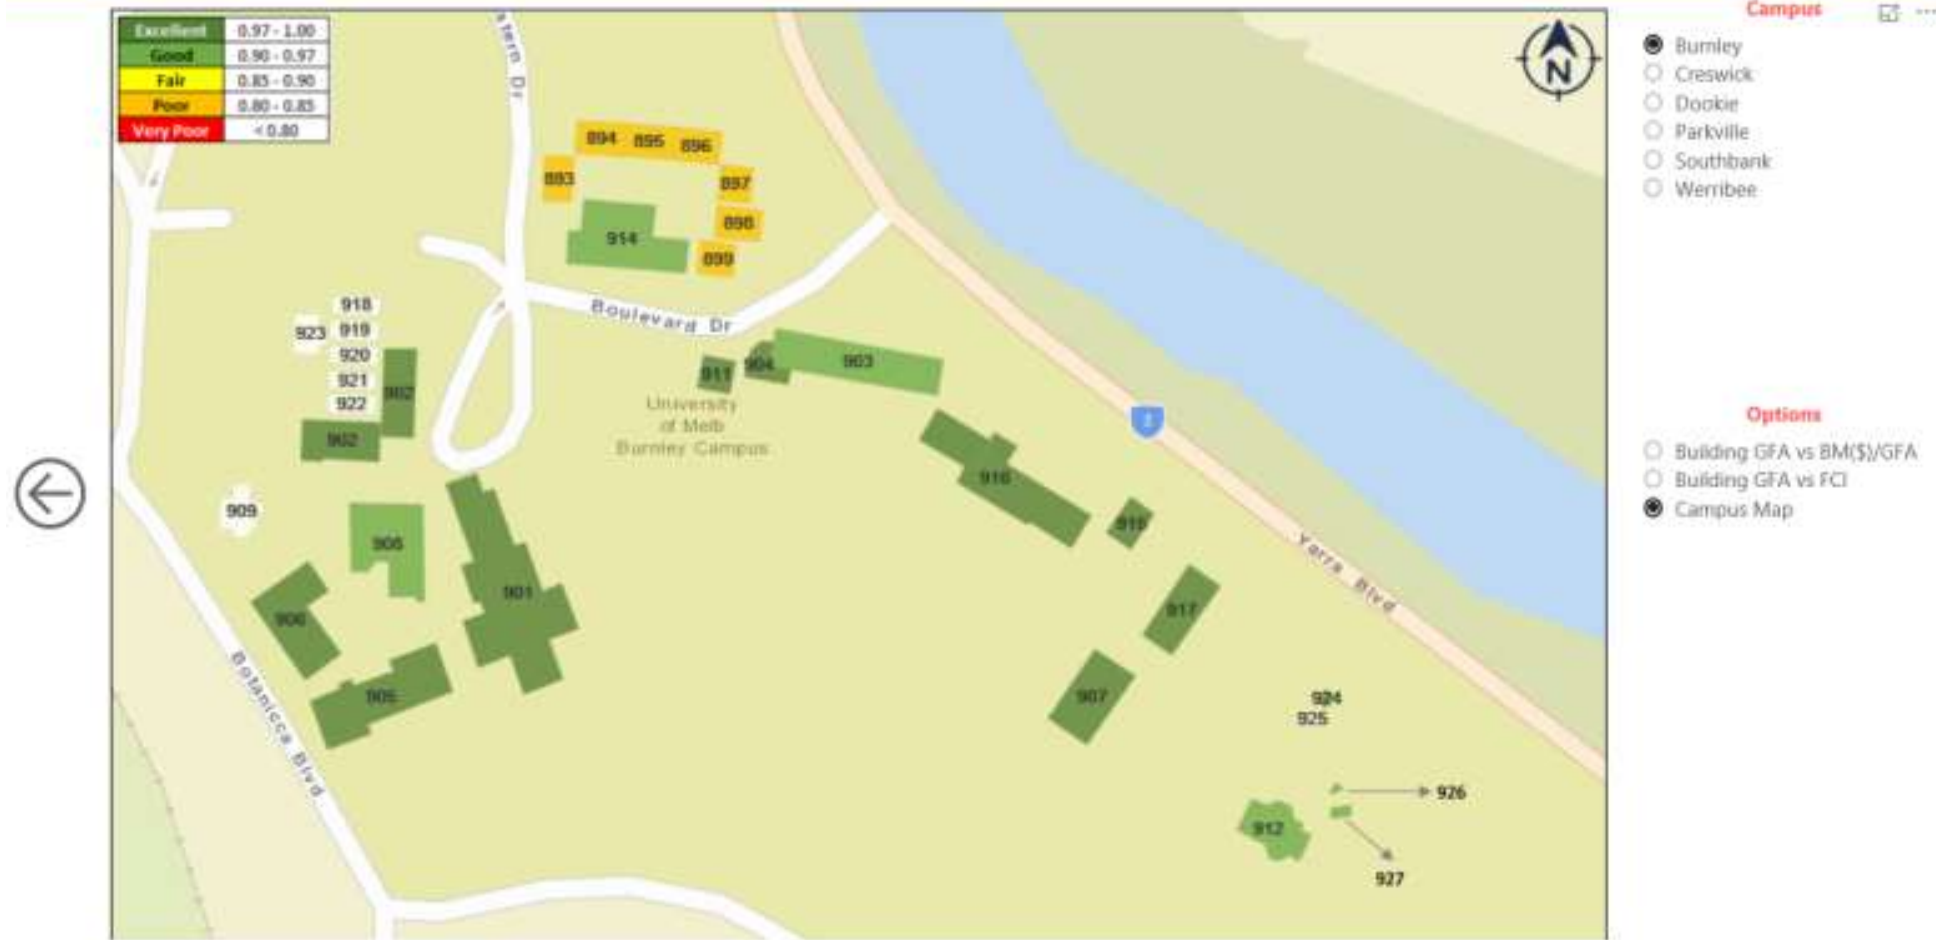 Excellent 0.97 - 1.00
Good 0.90 - 0.97
Fair 0.85 - 0.90
Poor 0.80 - 0.85
Very Poor < 0.80
stern Dr
N
894 895 896
893
897
898
914
899
Boulevard Dr
918
923 919
920
921
922
902
902
911
904
903
University
of Melb
Burnley Campus
2
916
915
909
908
901
906
905
917
907
Yarra Blvd
Botanicca Blvd
924
925
926
912
927
Campus
Burnley
Creswick
Dookie
Parkville
Southbank
Werribee
Options
Building GFA vs BM($)/GFA
Building GFA vs FCI
Campus Map